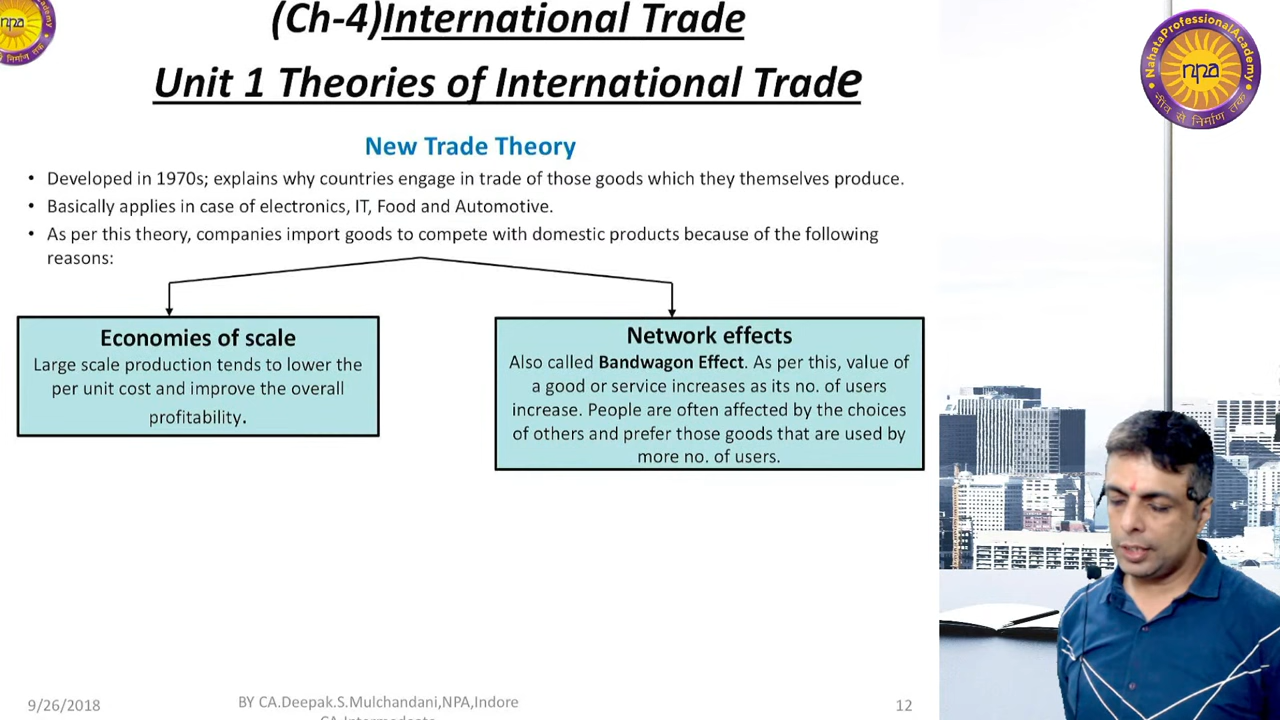 (Ch-4)International Trade
Unit 1 Theories of International Trade
New Trade Theory
• Developed in 1970s; explains why countries engage in trade of those goods which they themselves produce.
• Basically applies in case of electronics, IT, Food and Automotive.
• As per this theory, companies import goods to compete with domestic products because of the following
reasons:
Economies of scale
Large scale production tends to lower the
per unit cost and improve the overall
profitability.
Network effects
Also called Bandwagon Effect. As per this, value of
a good or service increases as its no. of users
increase. People are often affected by the choices
of others and prefer those goods that are used by
more no. of users.
9/26/2018
BY CA.Deepak.S.Mulchandani,NPA,Indore
12
NahataProfessionalAcademy
npa
नींव से निर्माण तक
npa